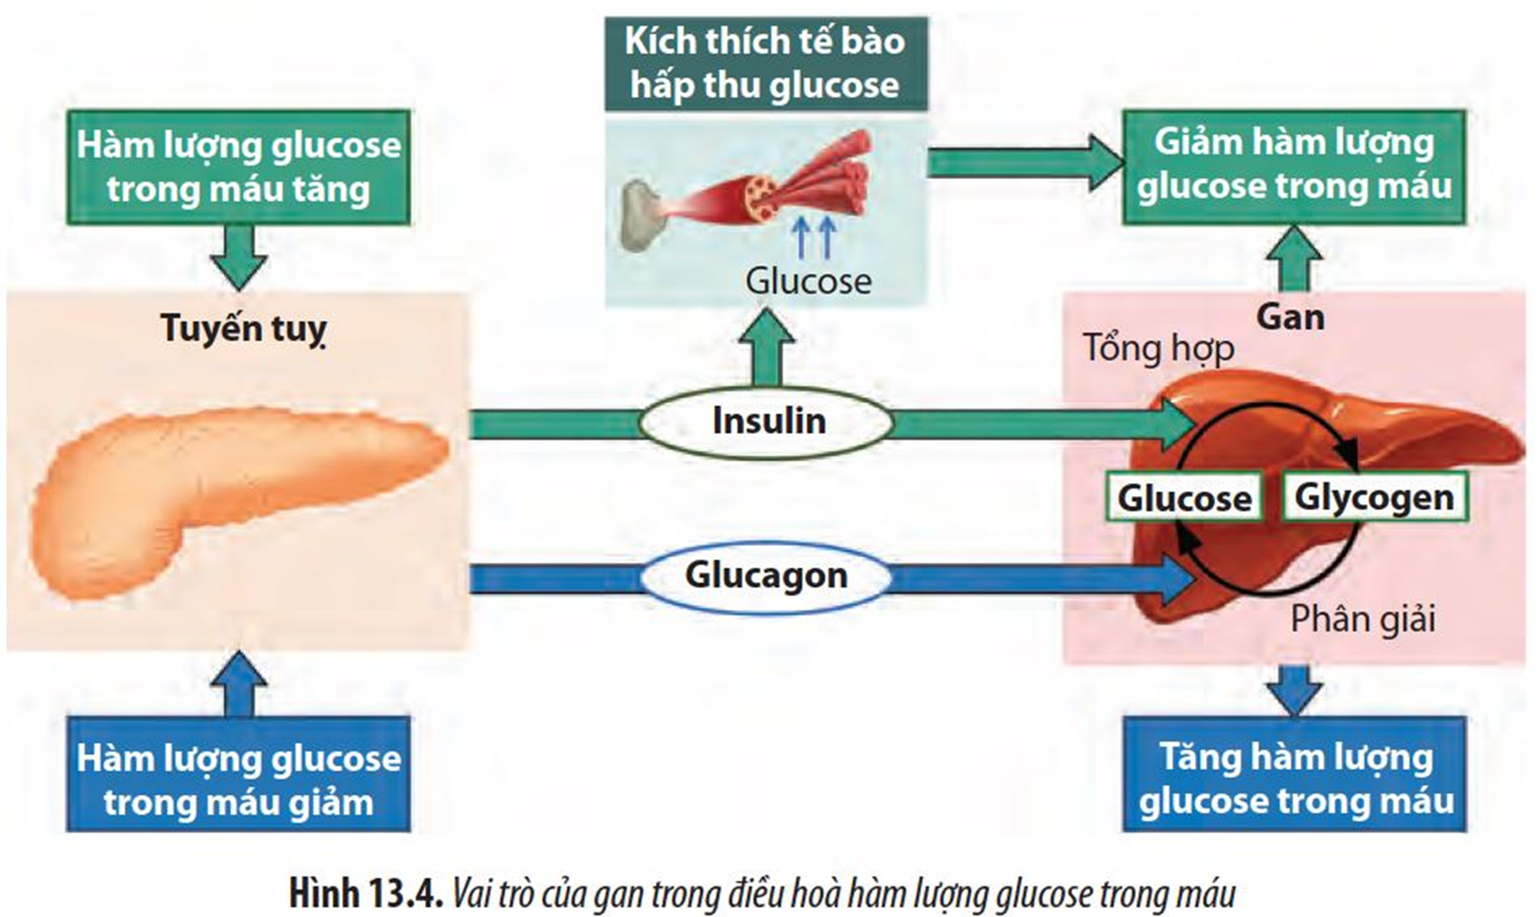 Kích thích tế bào
hấp thu glucose
Hàm lượng glucose
trong máu tăng
Giảm hàm lượng
glucose trong máu
Glucose
Tuyến tuỵ
Gan
Tổng hợp
Insulin
Glucose
Glycogen
Glucagon
Phân giải
Hàm lượng glucose
trong máu giảm
Tăng hàm lượng
glucose trong máu
Hình 13.4. Vai trò của gan trong điều hoà hàm lượng glucose trong máu